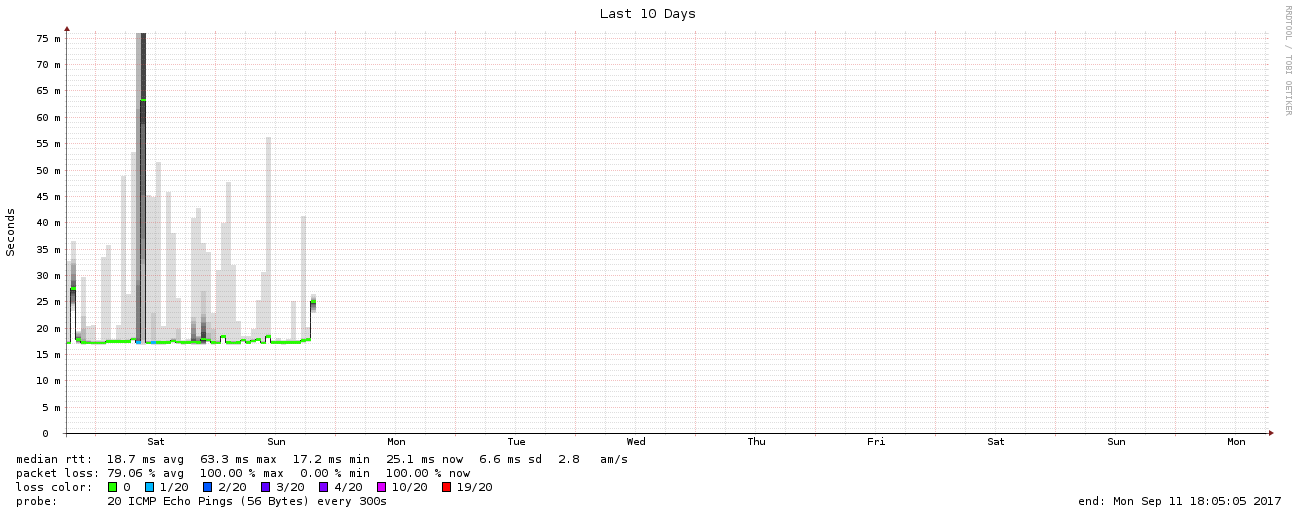 Last 10 Days
RRDTOOL / TOBI OETIKER
Seconds
75 m
70 m
65 m
60 m
55 m
50 m
45 m
40 m
35 m
30 m
25 m
20 m
15 m
10 m
5 m
0
Sat Sun Mon Tue Wed Thu Fri Sat Sun Mon
median rtt: 18.7 ms avg 63.3 ms max 17.2 ms min 25.1 ms now 6.6 ms sd 2.8 am/s
packet loss: 79.06 % avg 100.00 % max 0.00 % min 100.00 % now
loss color: 0 1/20 2/20 3/20 4/20 10/20 19/20
probe: 20 ICMP Echo Pings (56 Bytes) every 300s end: Mon Sep 11 18:05:05 2017